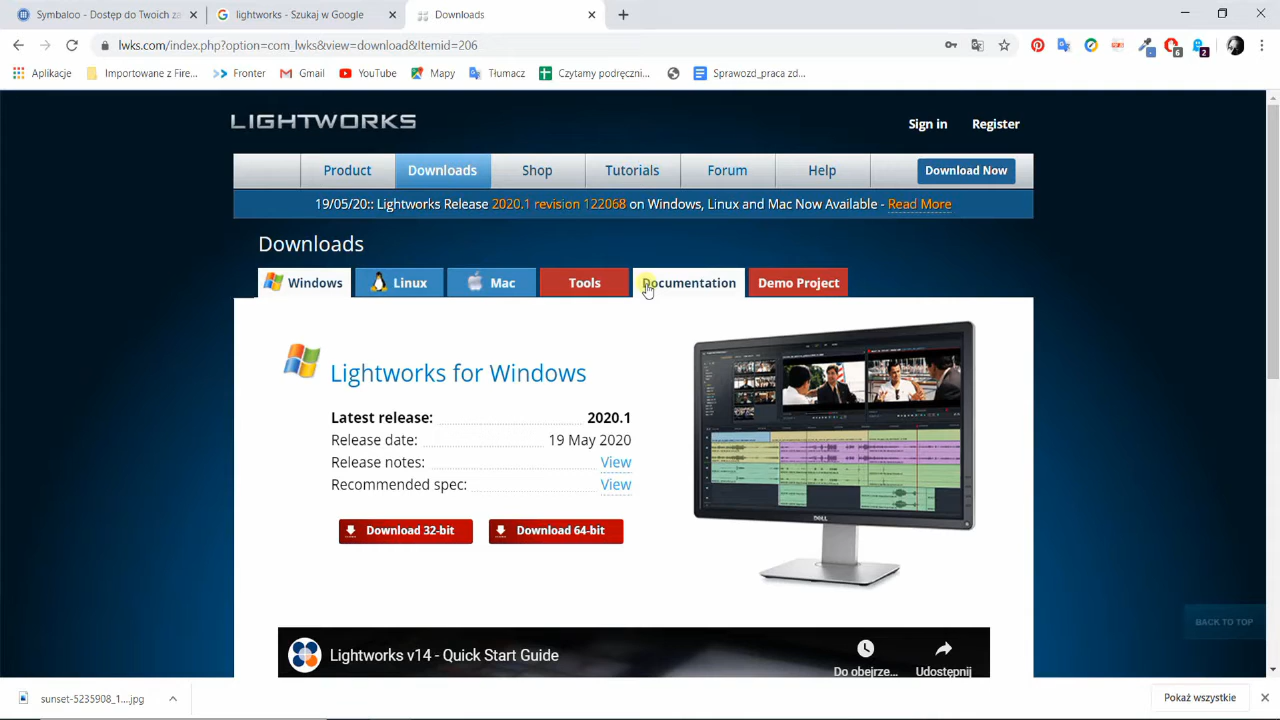 Symbaloo - Dostęp do Twoich za
lightworks - Szukaj w Google
Downloads
lwks.com/index.php?option=com_lwks&view=download&Itemid=206
6
2
Aplikacje
Importowane z Fire...
Fronter
Gmail
YouTube
Mapy
Tłumacz
Czytamy podręczni...
Sprawozd_praca zd...
LIGHTWORKS
Sign in
Register
Product
Downloads
Shop
Tutorials
Forum
Help
Download Now
19/05/20:: Lightworks Release 2020.1 revision 122068 on Windows, Linux and Mac Now Available - Read More
Downloads
Windows
Linux
Mac
Tools
Documentation
Demo Project
Lightworks for Windows
Latest release: 2020.1
Release date: 19 May 2020
Release notes: View
Recommended spec: View
Download 32-bit
Download 64-bit
DELL
BACK TO TOP
Lightworks v14 - Quick Start Guide
Do obejrze...
Udostępnij
sunset-5235908_1....jpg
Pokaż wszystkie